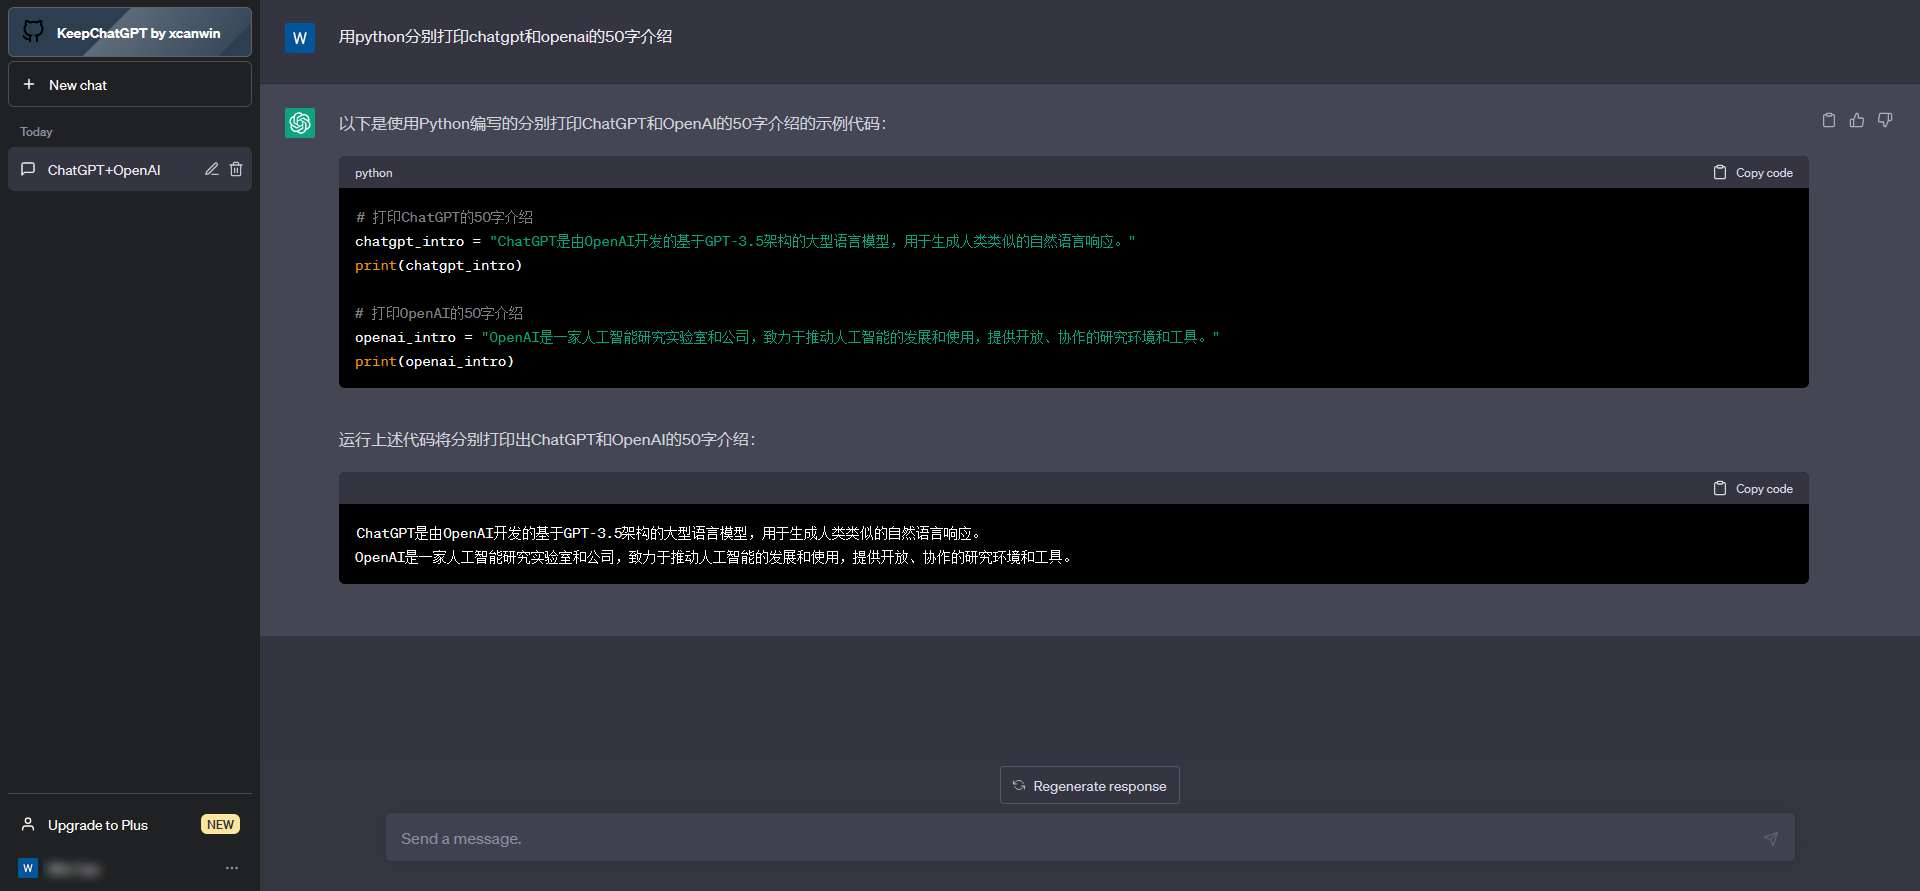 KeepChatGPT by xcanwin
New chat
Today
ChatGPT+OpenAI
Upgrade to Plus
NEW
W
W
用python分别打印chatgpt和openai的50字介绍
以下是使用Python编写的分别打印ChatGPT和OpenAI的50字介绍的示例代码：
python
Copy code
# 打印ChatGPT的50字介绍
chatgpt_intro = "ChatGPT是由OpenAI开发的基于GPT-3.5架构的大型语言模型，用于生成人类类似的自然语言响应。"
print(chatgpt_intro)
# 打印OpenAI的50字介绍
openai_intro = "OpenAI是一家人工智能研究实验室和公司，致力于推动人工智能的发展和使用，提供开放、协作的研究环境和工具。"
print(openai_intro)
运行上述代码将分别打印出ChatGPT和OpenAI的50字介绍：
Copy code
ChatGPT是由OpenAI开发的基于GPT-3.5架构的大型语言模型，用于生成人类类似的自然语言响应。
OpenAI是一家人工智能研究实验室和公司，致力于推动人工智能的发展和使用，提供开放、协作的研究环境和工具。
Regenerate response
Send a message.